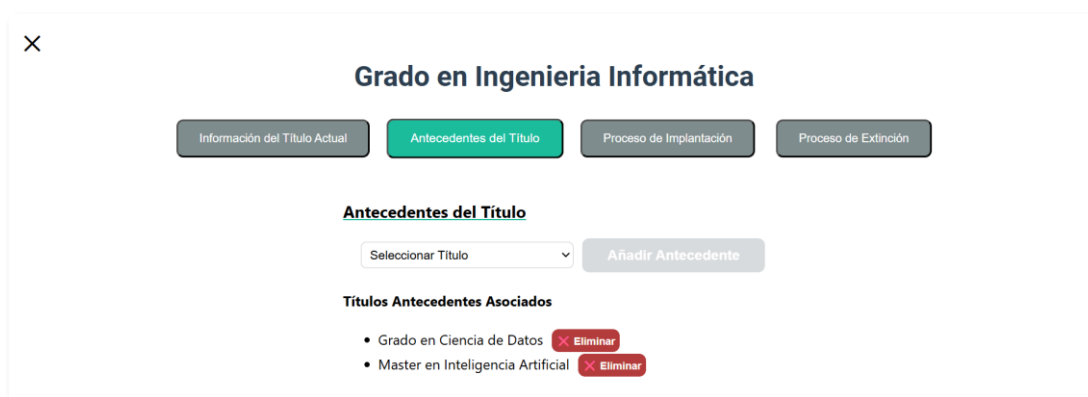 Grado en Ingenieria Informática
Información del Título Actual
Antecedentes del Título
Proceso de Implantación
Proceso de Extinción
Antecedentes del Título
Seleccionar Título
Añadir Antecedente
Títulos Antecedentes Asociados
Grado en Ciencia de Datos Eliminar
Master en Inteligencia Artificial Eliminar